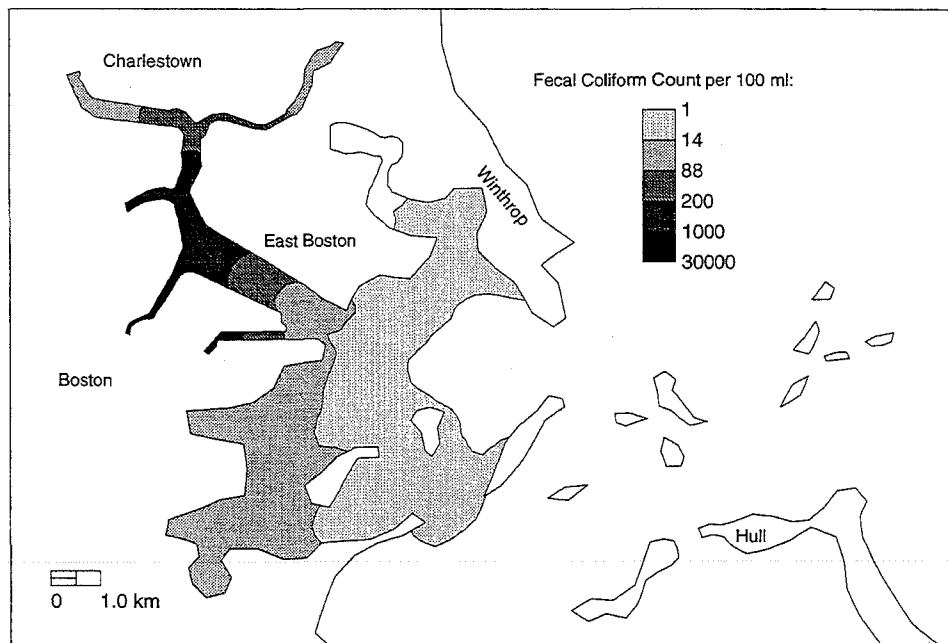 Charlestown
Fecal Coliform Count per 100 ml:
1
14
88
200
1000
30000
Winthrop
East Boston
Boston
Hull
0 1.0 km